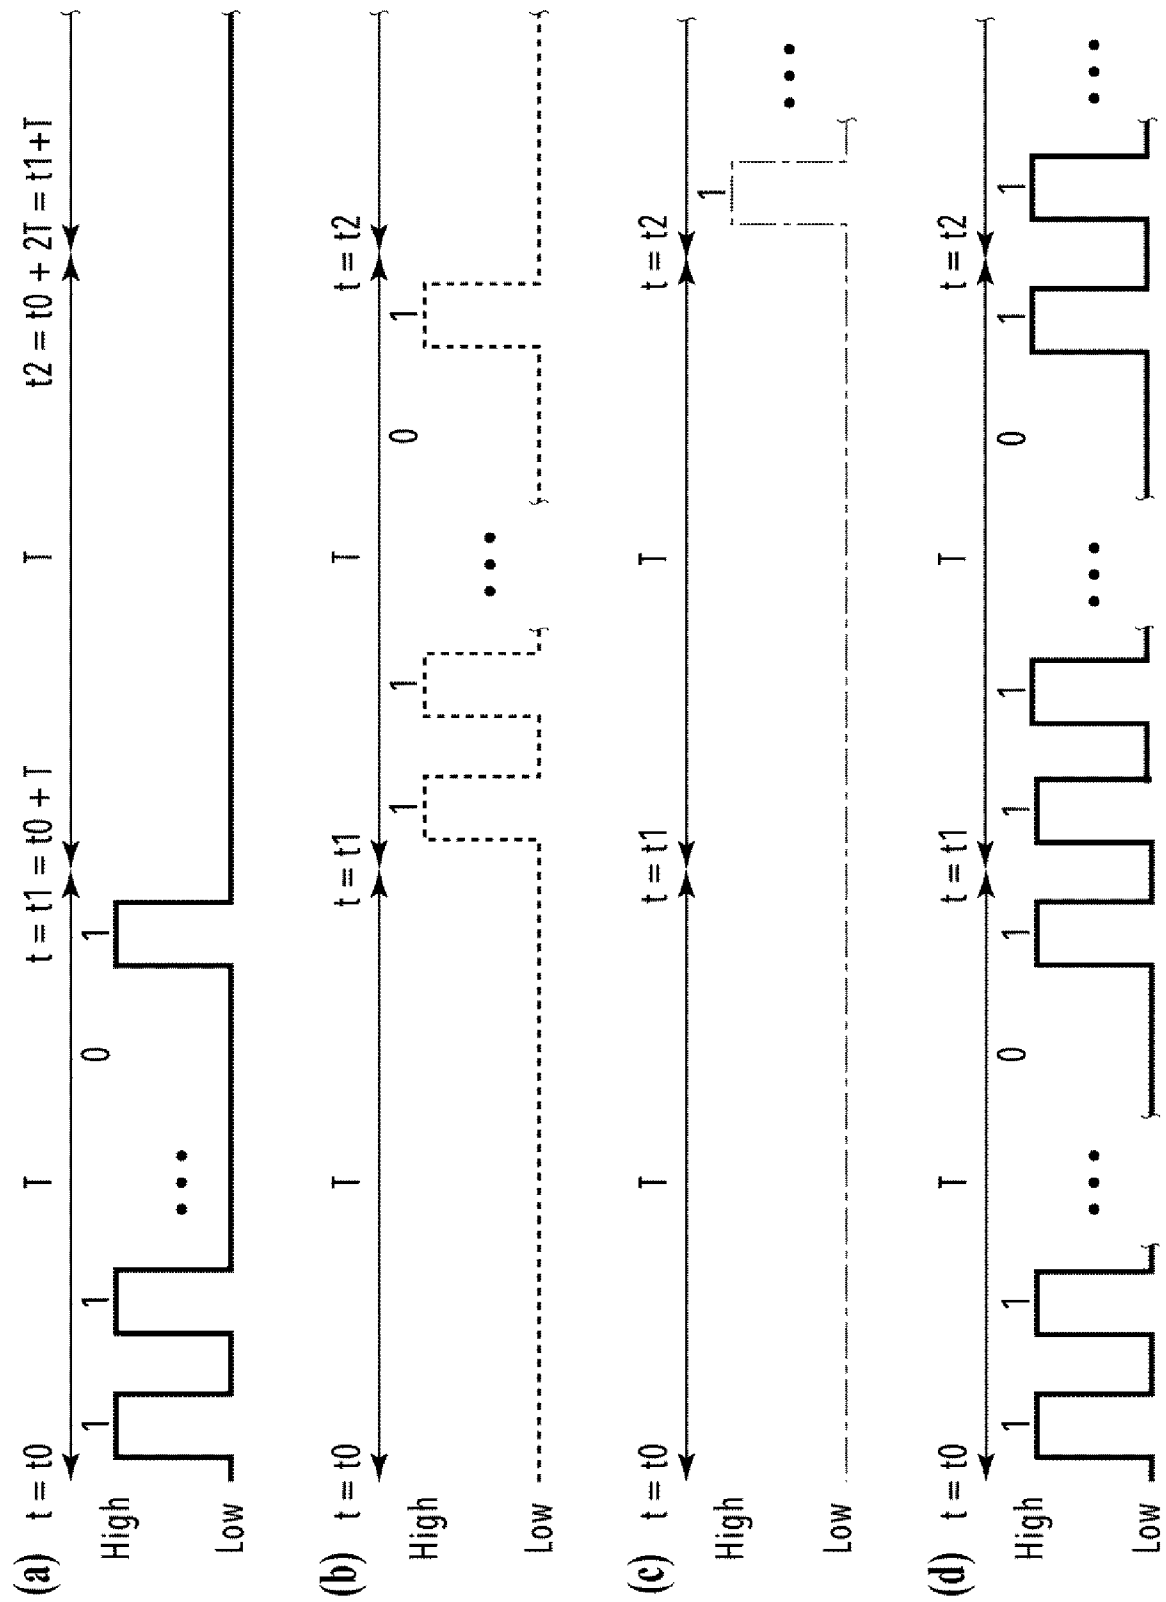 (a) t = t0 T t = t1 = t0 + T T t2 = t0 + 2T = t1+T
High 1 1 0 1
Low
(b) t = t0 T t = t1 T t = t2
High 1 1 0 1
Low
(c) t = t0 T t = t1 T t = t2
High 1
Low
(d) t = t0 T t = t1 T t = t2
High 1 1 0 1 1 1 0 1 1
Low